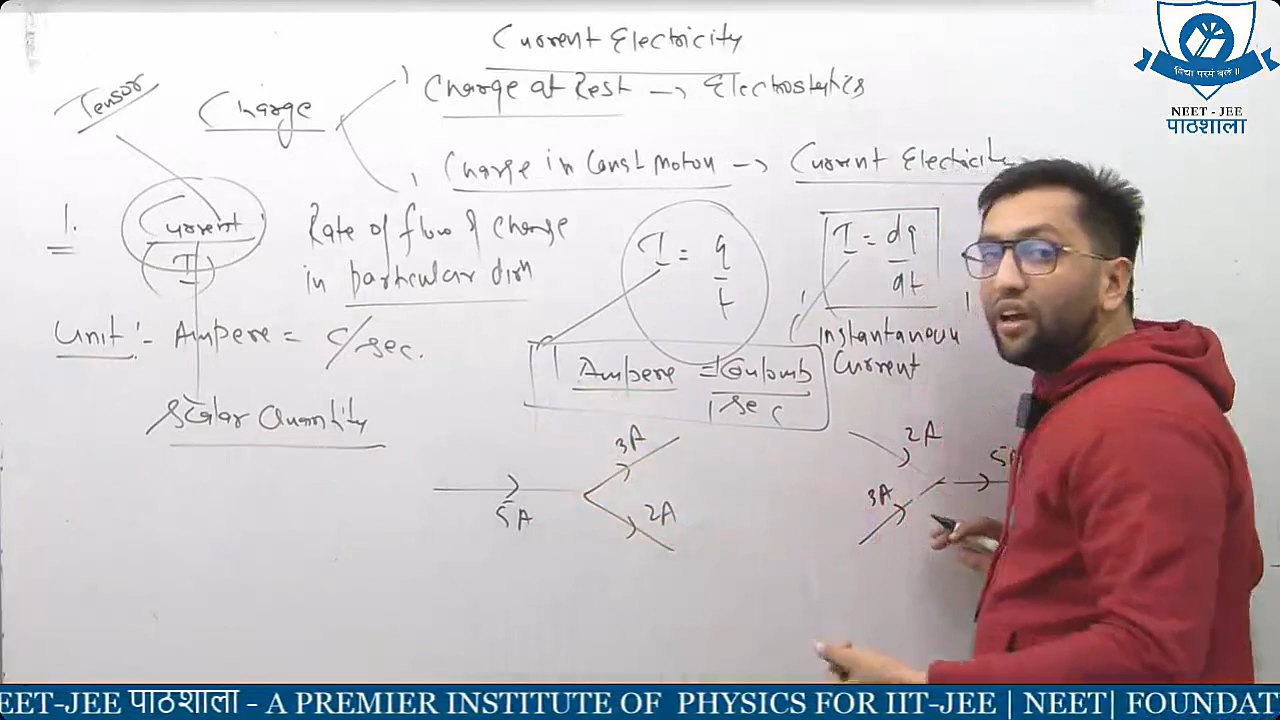 Current Electricity
Tensor
Charge
Charge at Rest → Electrostatics
Charge in Const Motion → Current Electricity
1. Current Rate of flow of charge
I in particular dirn
I = q/t
I = dq/dt
Unit :- Ampere = C/sec.
Instantaneous
Current
Ampere = Coulomb/sec
Scalar Quantity
5A
3A
2A
2A
3A
5A
विद्या परमं बलं॥
NEET - JEE
पाठशाला
EET-JEE पाठशाला - A PREMIER INSTITUTE OF PHYSICS FOR IIT-JEE | NEET| FOUNDAT